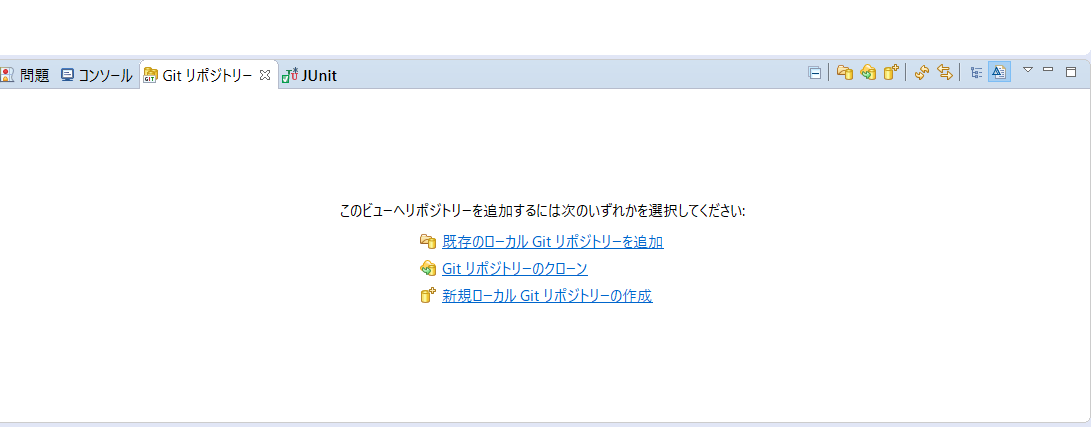 問題 コンソール Git リポジトリー JUnit
このビューへリポジトリーを追加するには次のいずれかを選択してください:
既存のローカル Git リポジトリーを追加
Git リポジトリーのクローン
新規ローカル Git リポジトリーの作成